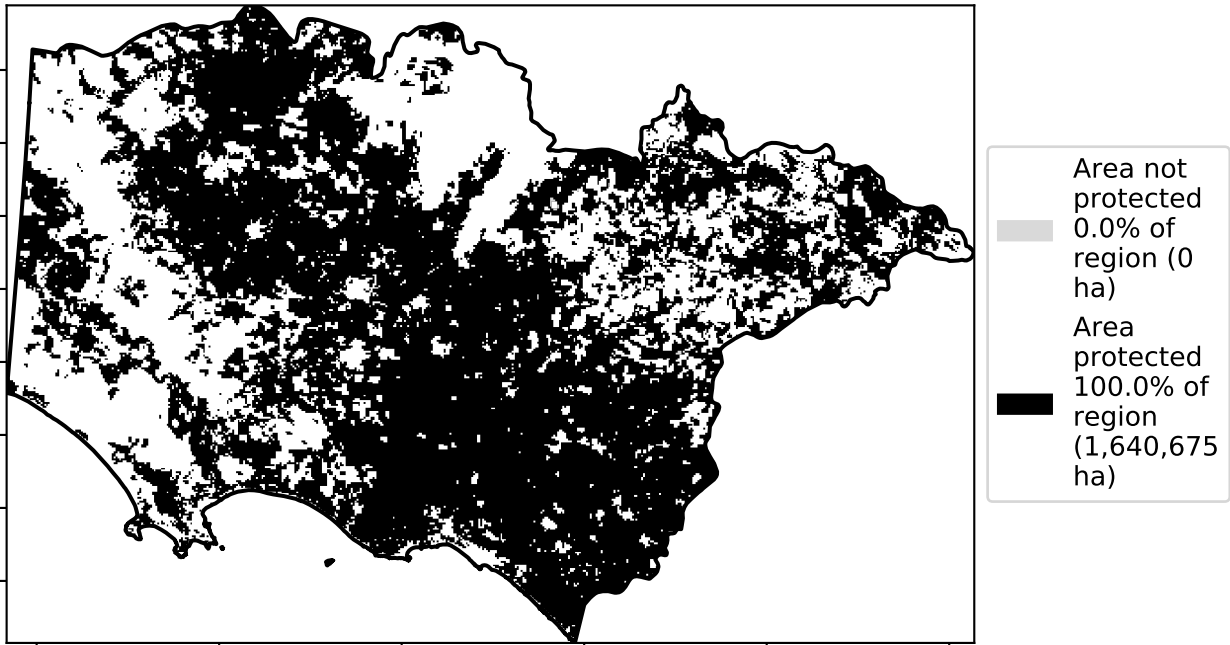 Area not
protected
0.0% of
region (0
ha)
Area
protected
100.0% of
region
(1,640,675
ha)